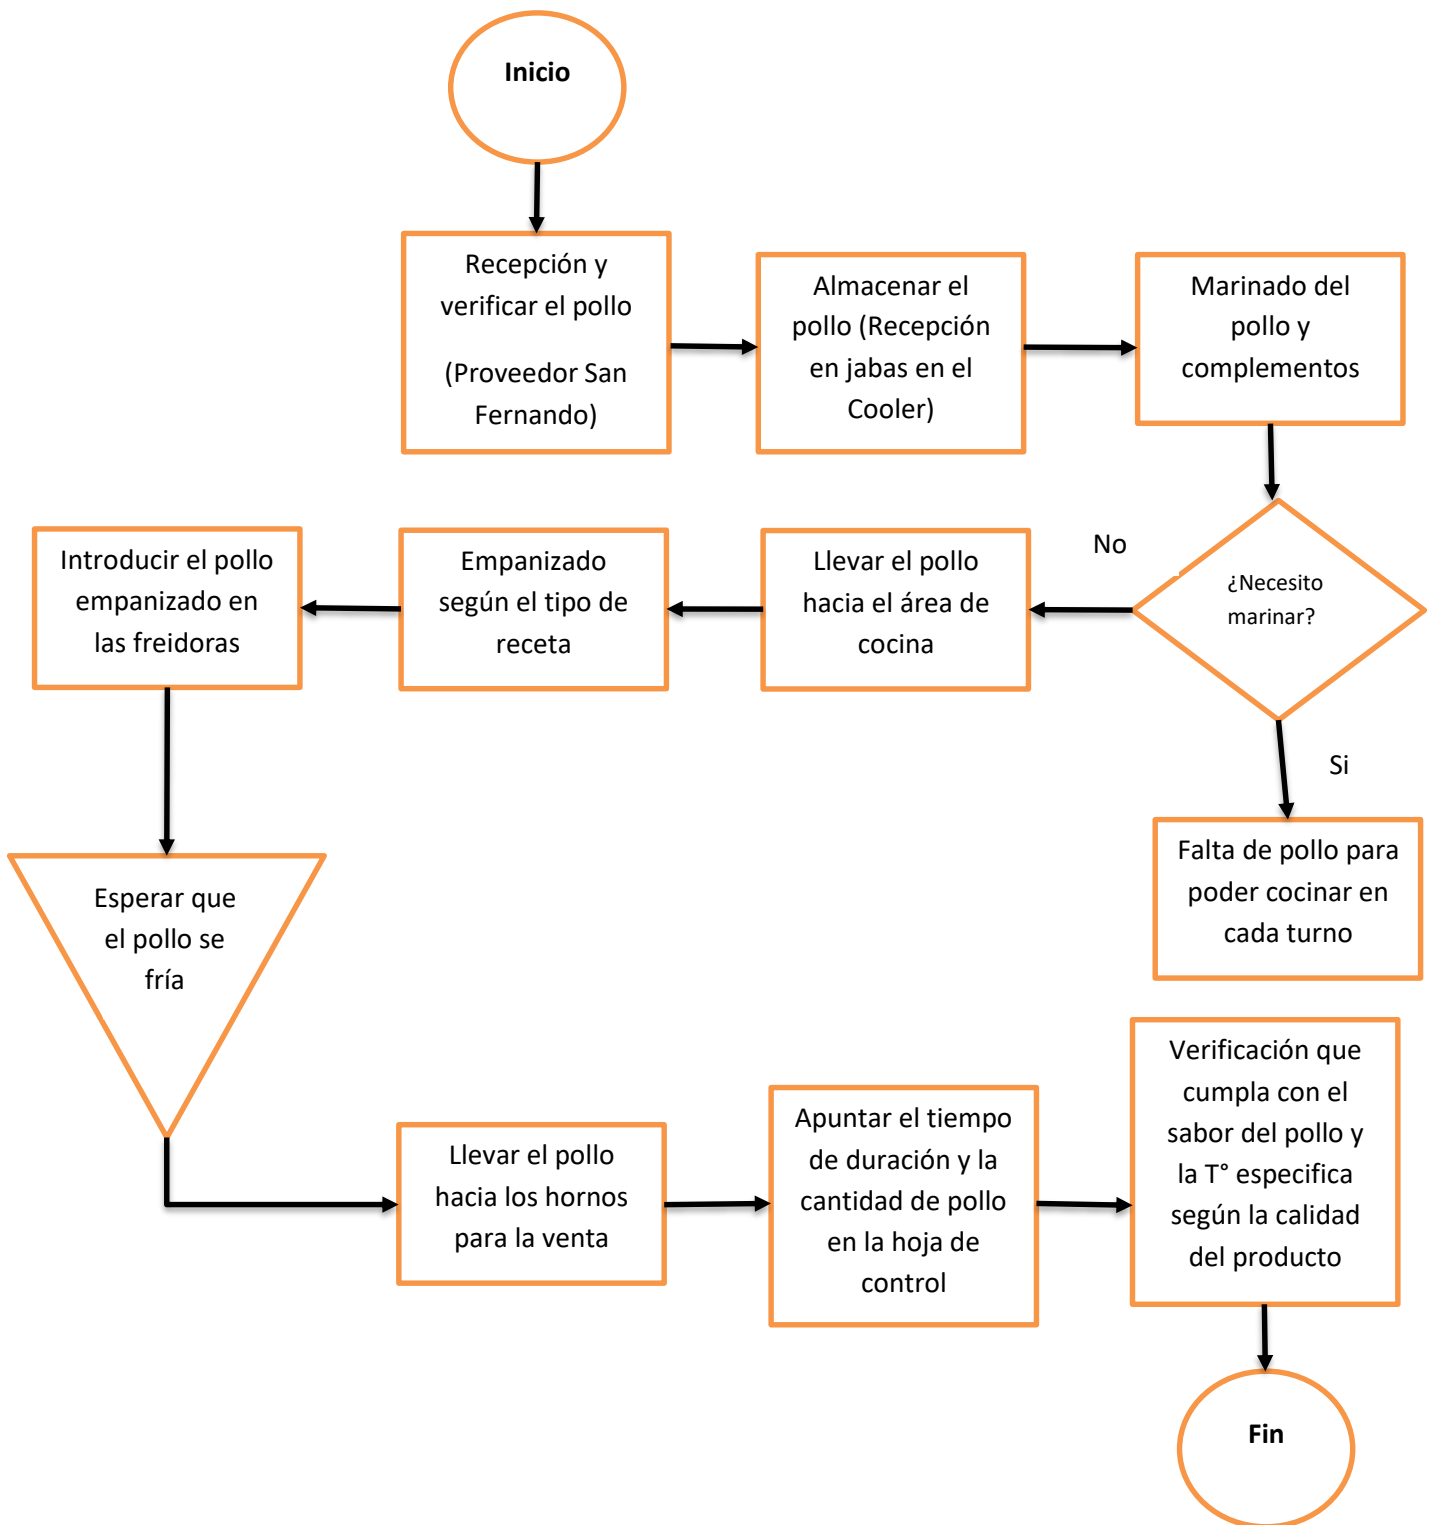 Inicio
Recepción y
verificar el pollo
(Proveedor San
Fernando)
Almacenar el
pollo (Recepción
en jabas en el
Cooler)
Marinado del
pollo y
complementos
¿Necesito
marinar?
No
Si
Llevar el pollo
hacia el área de
cocina
Empanizado
según el tipo de
receta
Introducir el pollo
empanizado en
las freidoras
Falta de pollo para
poder cocinar en
cada turno
Esperar que
el pollo se
fría
Llevar el pollo
hacia los hornos
para la venta
Apuntar el tiempo
de duración y la
cantidad de pollo
en la hoja de
control
Verificación que
cumpla con el
sabor del pollo y
la T° especifica
según la calidad
del producto
Fin